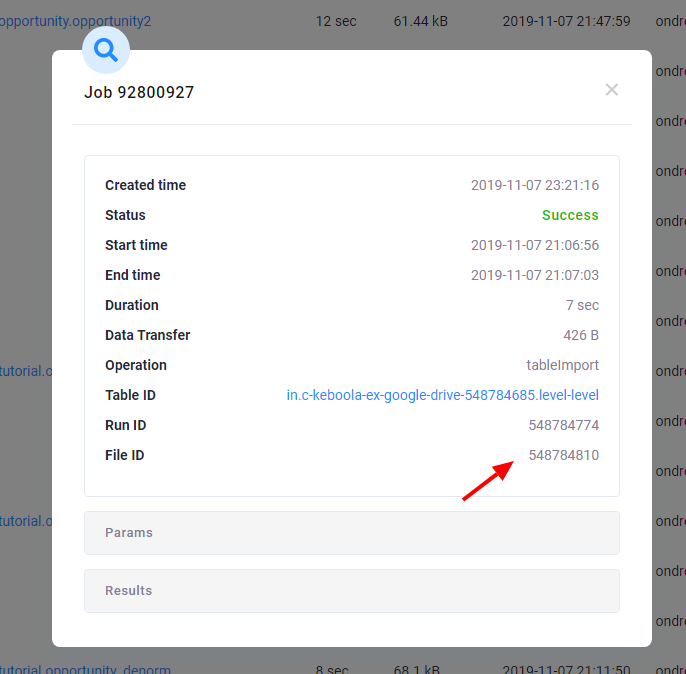 opportunity.opportunity2 12 sec 61.44 kB 2019-11-07 21:47:59 ondre
Job 92800927
ondre
ondre
ondre
Created time 2019-11-07 23:21:16
Status Success
ondre
Start time 2019-11-07 21:06:56
End time 2019-11-07 21:07:03
ondre
Duration 7 sec
ondre
Data Transfer 426 B
Operation tableImport
tutorial.o ondre
Table ID in.c-keboola-ex-google-drive-548784685.level-level
Run ID 548784774
ondre
File ID 548784810
ondre
tutorial.o ondre
Params
ondre
Results
ondre
tutorial.opportunity_denorm 8 sec 68.1 kB 2019-11-07 21:11:50 ondre